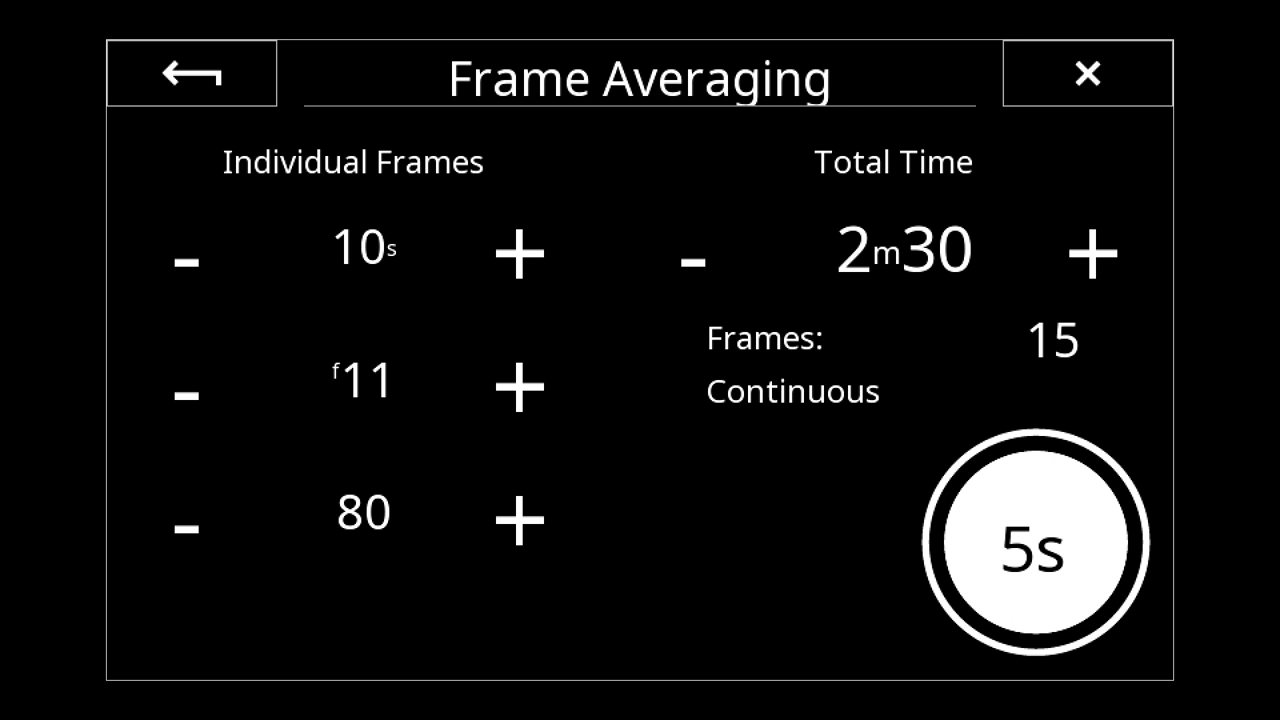 Frame Averaging ×
Individual Frames
- 10s +
- f11 +
- 80 +
Total Time
- 2m30 +
Frames: 15
Continuous
5s